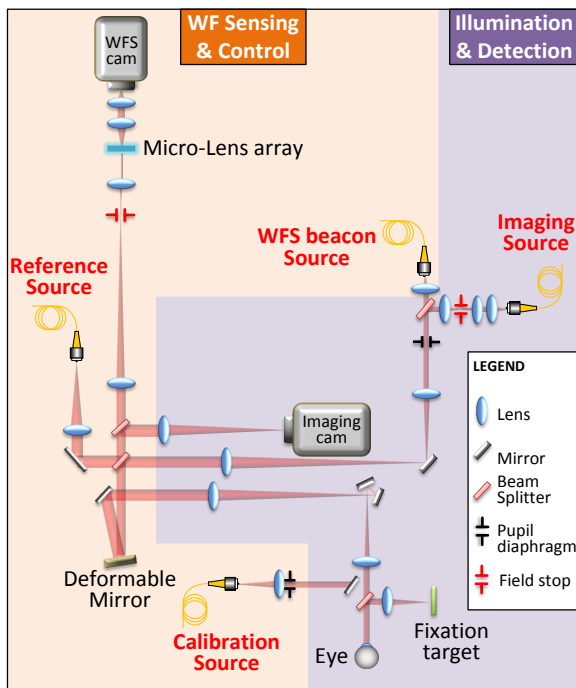 WF Sensing
& Control
Illumination
& Detection
WFS
cam
Micro-Lens array
WFS beacon
Source
Imaging
Source
Reference
Source
Imaging
cam
LEGEND
Lens
Mirror
Beam
Splitter
Pupil
diaphragm
Field stop
Deformable
Mirror
Calibration
Source
Eye
Fixation
target